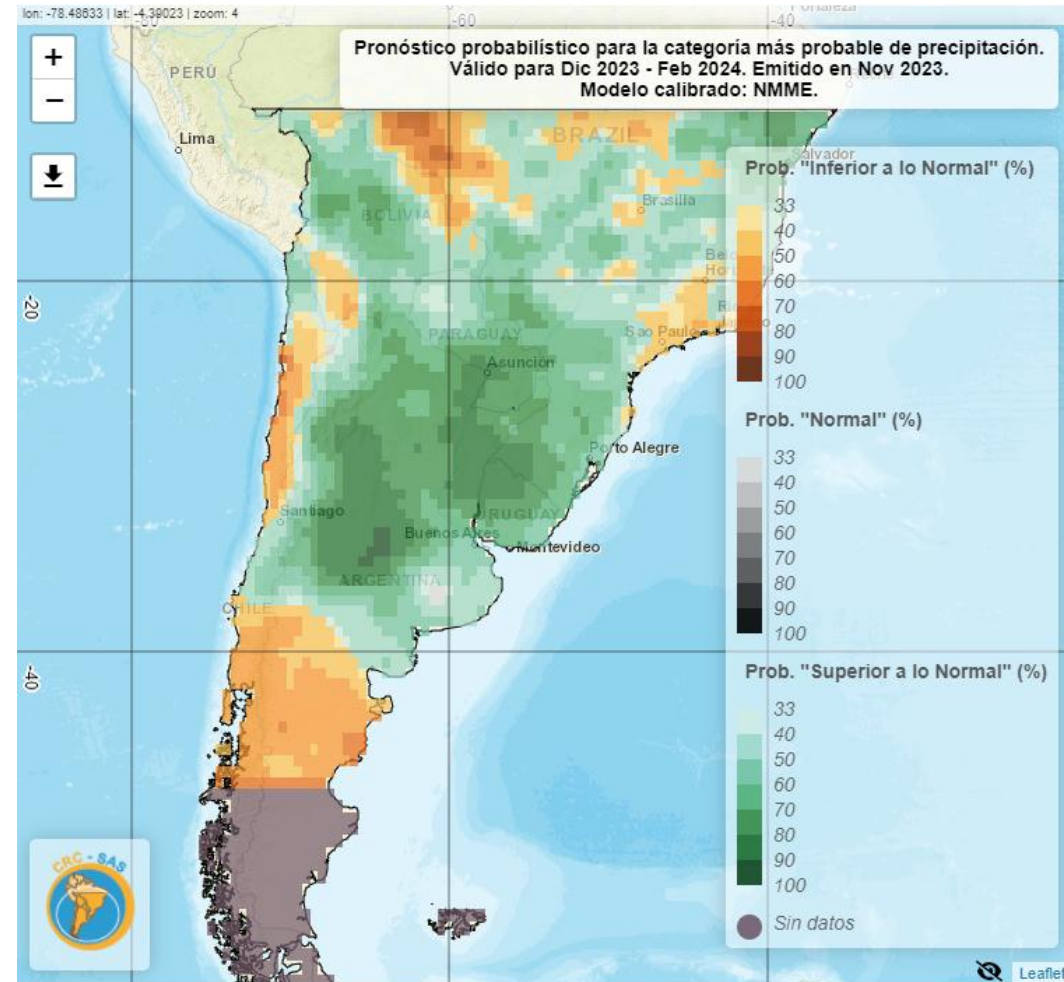 lon: -78.48633 | lat: -4.39023 | zoom: 4
-80
-60
-40
Fortaleza
+
−
Pronóstico probabilístico para la categoría más probable de precipitación.
Válido para Dic 2023 - Feb 2024. Emitido en Nov 2023.
Modelo calibrado: NMME.
PERÚ
Lima
BRAZIL
Salvador
Brasilia
BOLIVIA
Belo
Horizonte
-20
Sao Paulo
PARAGUAY
Asunción
Porto Alegre
Santiago
URUGUAY
Buenos Aires
Montevideo
ARGENTINA
CHILE
-40
Prob. "Inferior a lo Normal" (%)
33
40
50
60
70
80
90
100
Prob. "Normal" (%)
33
40
50
60
70
80
90
100
Prob. "Superior a lo Normal" (%)
33
40
50
60
70
80
90
100
Sin datos
CRC - SAS
Leaflet